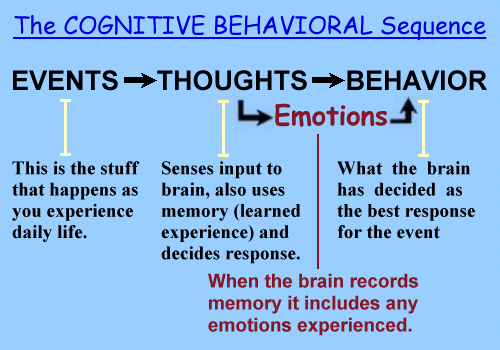 The COGNITIVE BEHAVIORAL Sequence
EVENTS THOUGHTS BEHAVIOR
Emotions
This is the stuff
that happens as
you experience
daily life.
Senses input to
brain, also uses
memory (learned
experience) and
decides response.
What the brain
has decided as
the best response
for the event
When the brain records
memory it includes any
emotions experienced.